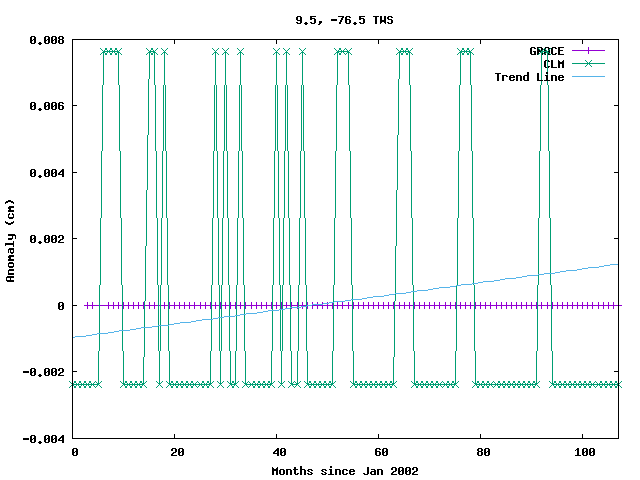 9.5, -76.5 TWS
GRACE
CLM
Trend Line
0.008
0.006
0.004
0.002
0
-0.002
-0.004
Anomaly (cm)
0 20 40 60 80 100
Months since Jan 2002